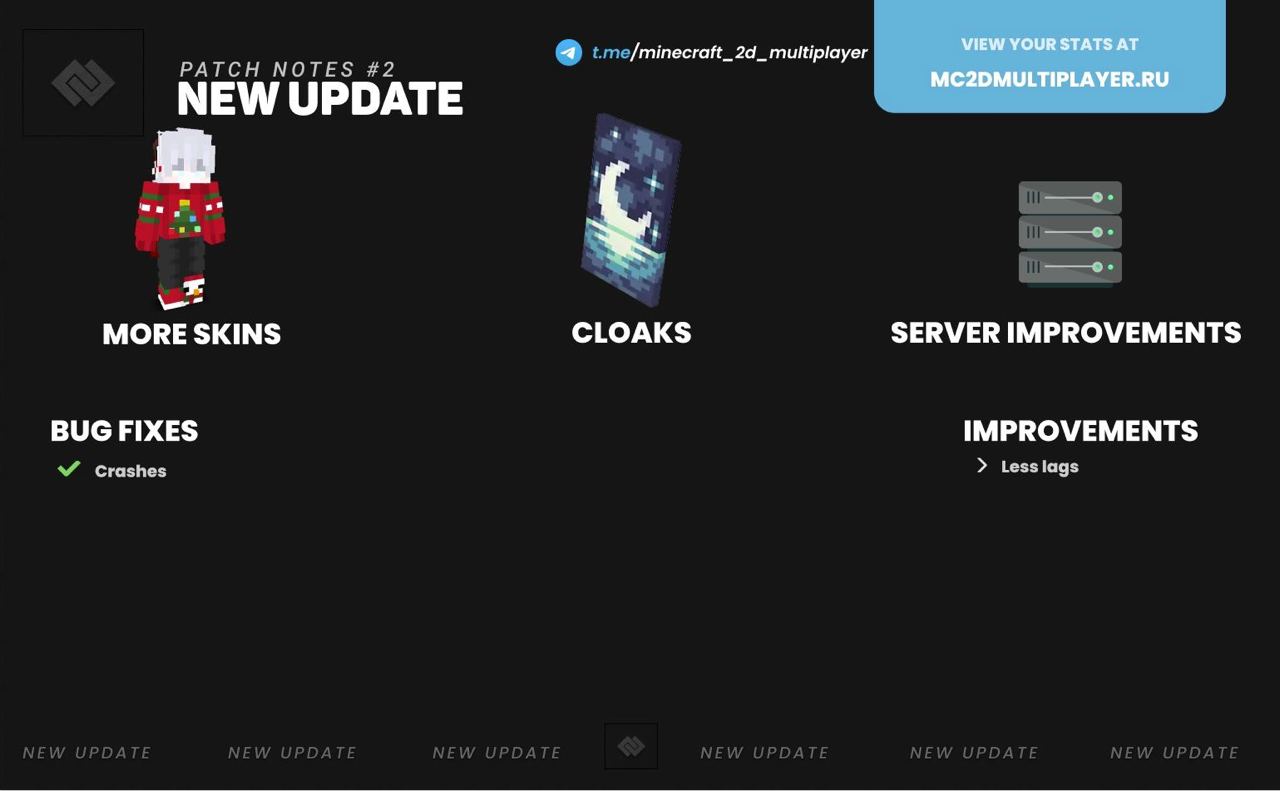 PATCH NOTES #2
NEW UPDATE
t.me/minecraft_2d_multiplayer
VIEW YOUR STATS AT
MC2DMULTIPLAYER.RU
MORE SKINS
CLOAKS
SERVER IMPROVEMENTS
BUG FIXES
Crashes
IMPROVEMENTS
Less lags
NEW UPDATE NEW UPDATE NEW UPDATE NEW UPDATE NEW UPDATE NEW UPDATE